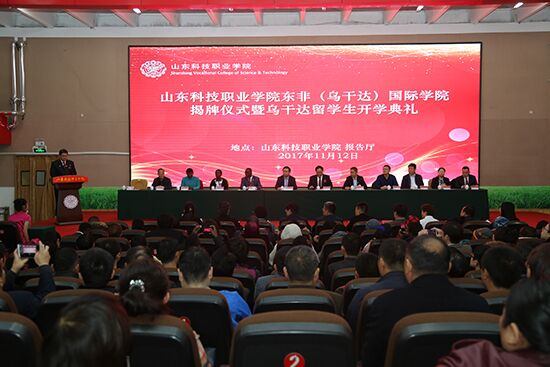 山东科技职业学院
Shandong Vocational College of Science & Technology
山东科技职业学院东非（乌干达）国际学院
揭牌仪式暨乌干达留学生开学典礼
地点：山东科技职业学院 报告厅
2017年11月12日
2